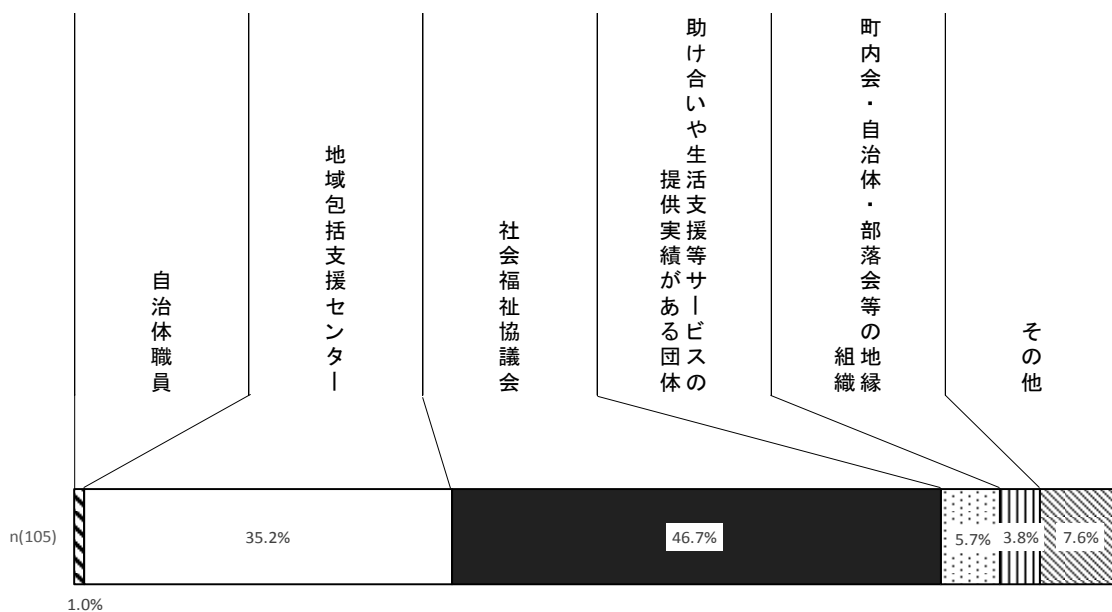 自治体職員
地域包括支援センター
社会福祉協議会
助け合いや生活支援等サービスの
提供実績がある団体
町内会・自治体・部落会等の地縁
組織
その他
n(105)
35.2%
46.7%
5.7%
3.8%
7.6%
1.0%